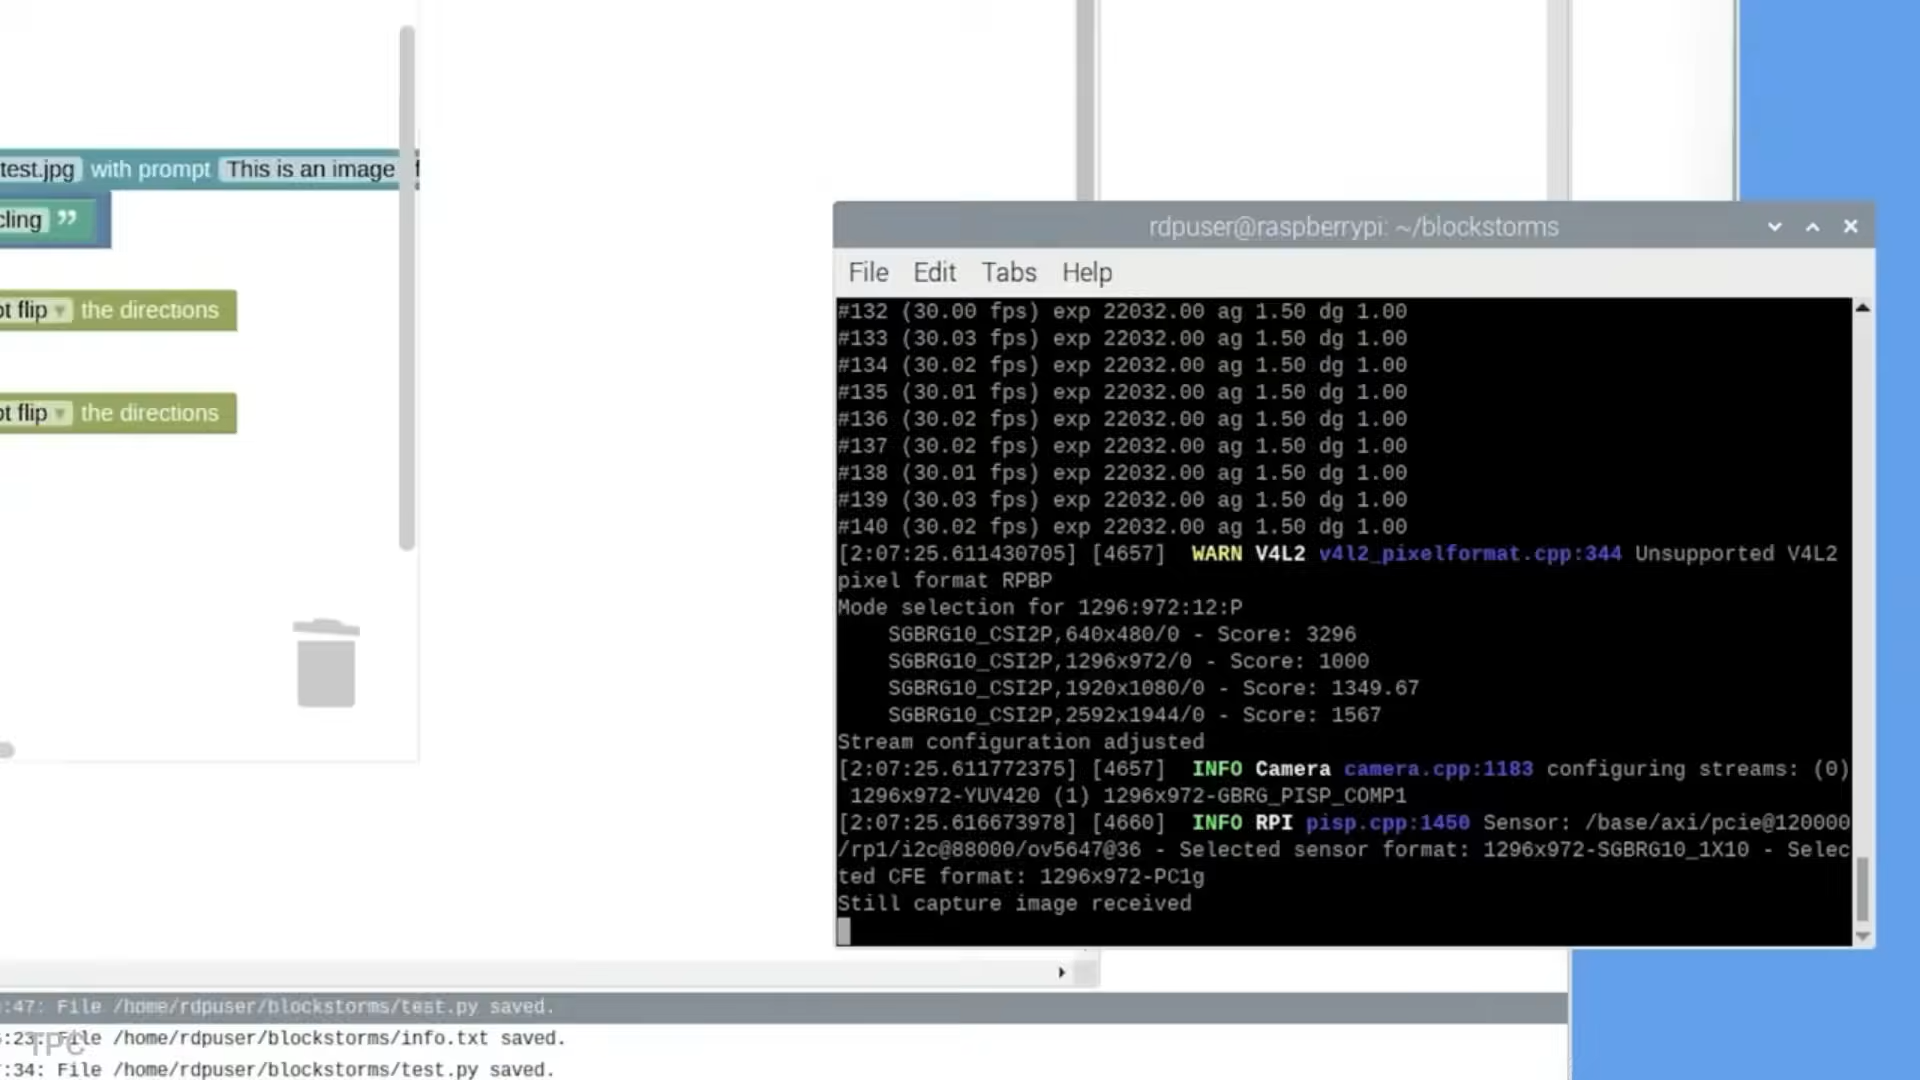 test.jpg with prompt This is an image
cling ”
flip the directions
flip the directions
rdpuser@raspberrypi: ~/blockstorms
File Edit Tabs Help
#132 (30.00 fps) exp 22032.00 ag 1.50 dg 1.00
#133 (30.03 fps) exp 22032.00 ag 1.50 dg 1.00
#134 (30.02 fps) exp 22032.00 ag 1.50 dg 1.00
#135 (30.01 fps) exp 22032.00 ag 1.50 dg 1.00
#136 (30.02 fps) exp 22032.00 ag 1.50 dg 1.00
#137 (30.02 fps) exp 22032.00 ag 1.50 dg 1.00
#138 (30.01 fps) exp 22032.00 ag 1.50 dg 1.00
#139 (30.03 fps) exp 22032.00 ag 1.50 dg 1.00
#140 (30.02 fps) exp 22032.00 ag 1.50 dg 1.00
[2:07:25.611430705] [4657] WARN V4L2 v4l2_pixelformat.cpp:344 Unsupported V4L2
pixel format RPBP
Mode selection for 1296:972:12:P
SGBRG10_CSI2P,640x480/0 - Score: 3296
SGBRG10_CSI2P,1296x972/0 - Score: 1000
SGBRG10_CSI2P,1920x1080/0 - Score: 1349.67
SGBRG10_CSI2P,2592x1944/0 - Score: 1567
Stream configuration adjusted
[2:07:25.611772375] [4657] INFO Camera camera.cpp:1183 configuring streams: (0)
1296x972-YUV420 (1) 1296x972-GBRG_PISP_COMP1
[2:07:25.616673978] [4660] INFO RPI pisp.cpp:1450 Sensor: /base/axi/pcie@120000
/rp1/i2c@88000/ov5647@36 - Selected sensor format: 1296x972-SGBRG10_1X10 - Selec
ted CFE format: 1296x972-PC1g
Still capture image received
:47: File /home/rdpuser/blockstorms/test.py saved.
:23: File /home/rdpuser/blockstorms/info.txt saved.
TPC
:34: File /home/rdpuser/blockstorms/test.py saved.